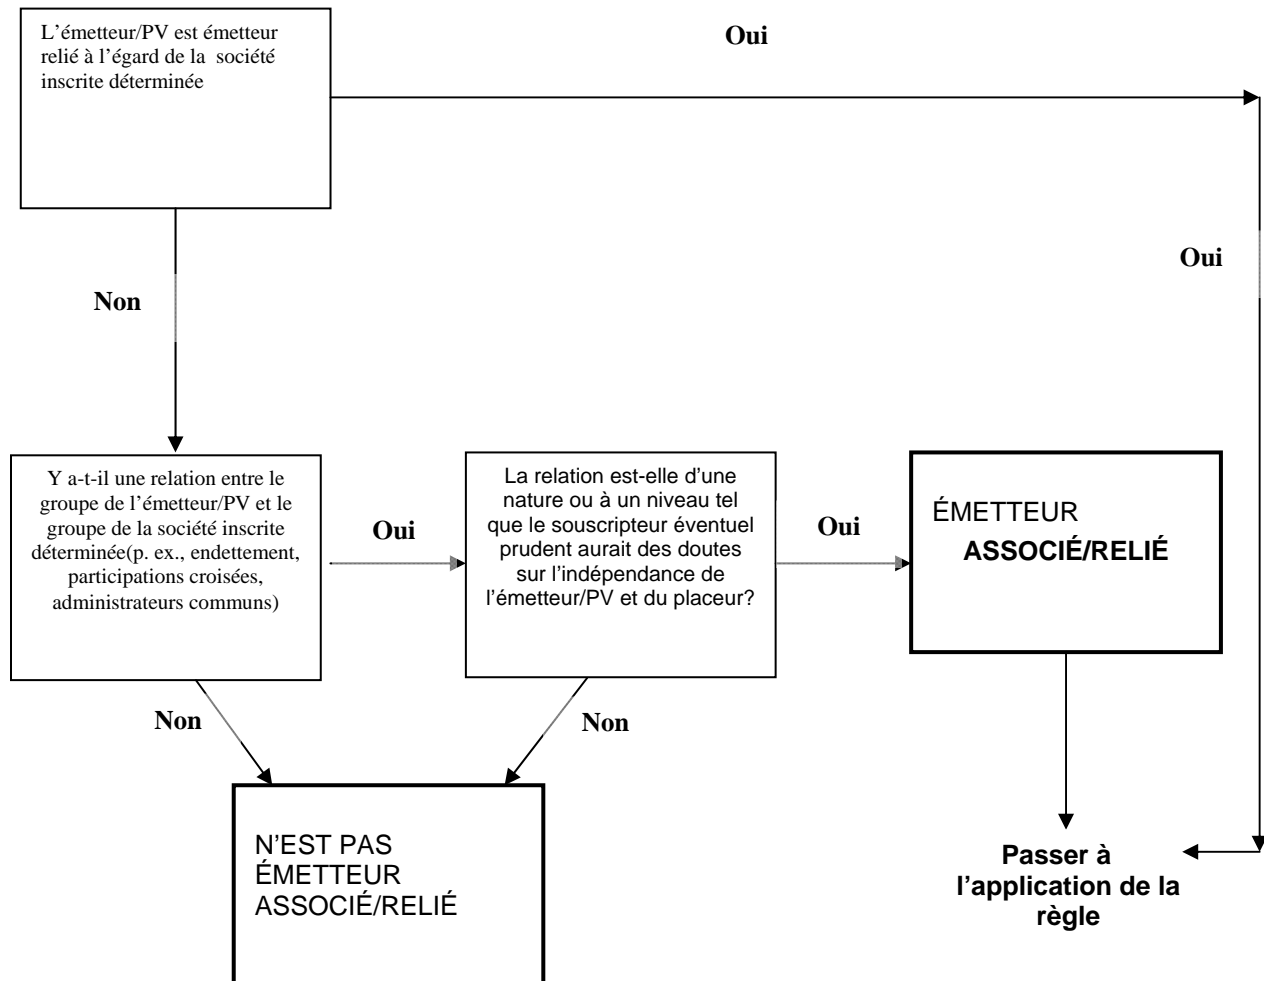 L'émetteur/PV est émetteur
relié à l'égard de la société
inscrite déterminée
Oui
Oui
Non
Y a-t-il une relation entre le
groupe de l'émetteur/PV et le
groupe de la société inscrite
déterminée(p. ex., endettement,
participations croisées,
administrateurs communs)
Oui
La relation est-elle d'une
nature ou à un niveau tel
que le souscripteur éventuel
prudent aurait des doutes
sur l'indépendance de
l'émetteur/PV et du placeur?
Oui
ÉMETTEUR
ASSOCIÉ/RELIÉ
Non
Non
N'EST PAS
ÉMETTEUR
ASSOCIÉ/RELIÉ
Passer à
l'application de la
règle